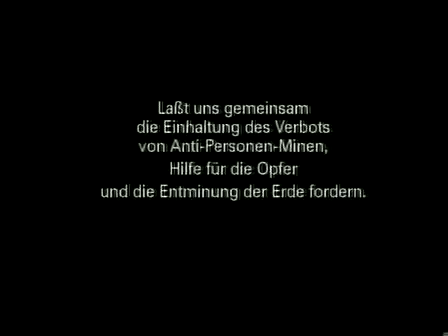 Laßt uns gemeinsam
die Einhaltung des Verbots
von Anti-Personen-Minen,
Hilfe für die Opfer
und die Entminung der Erde fordern.